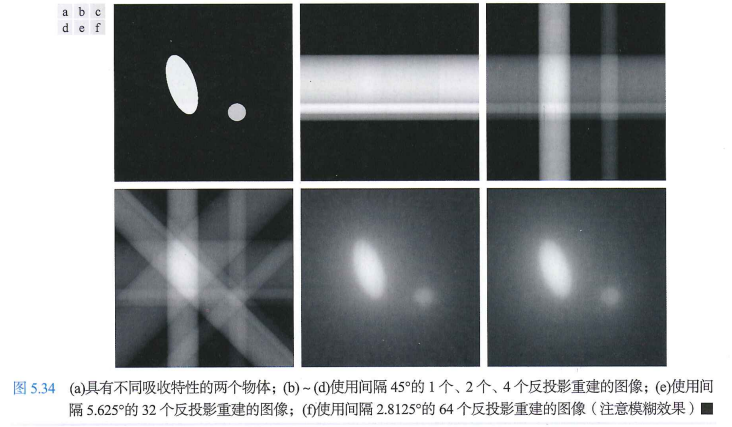 a b c
d e f
图 5.34 (a)具有不同吸收特性的两个物体；(b) ~ (d)使用间隔 45°的 1 个、2 个、4 个反投影重建的图像；(e)使用间
隔 5.625°的 32 个反投影重建的图像；(f)使用间隔 2.8125°的 64 个反投影重建的图像（注意模糊效果）■